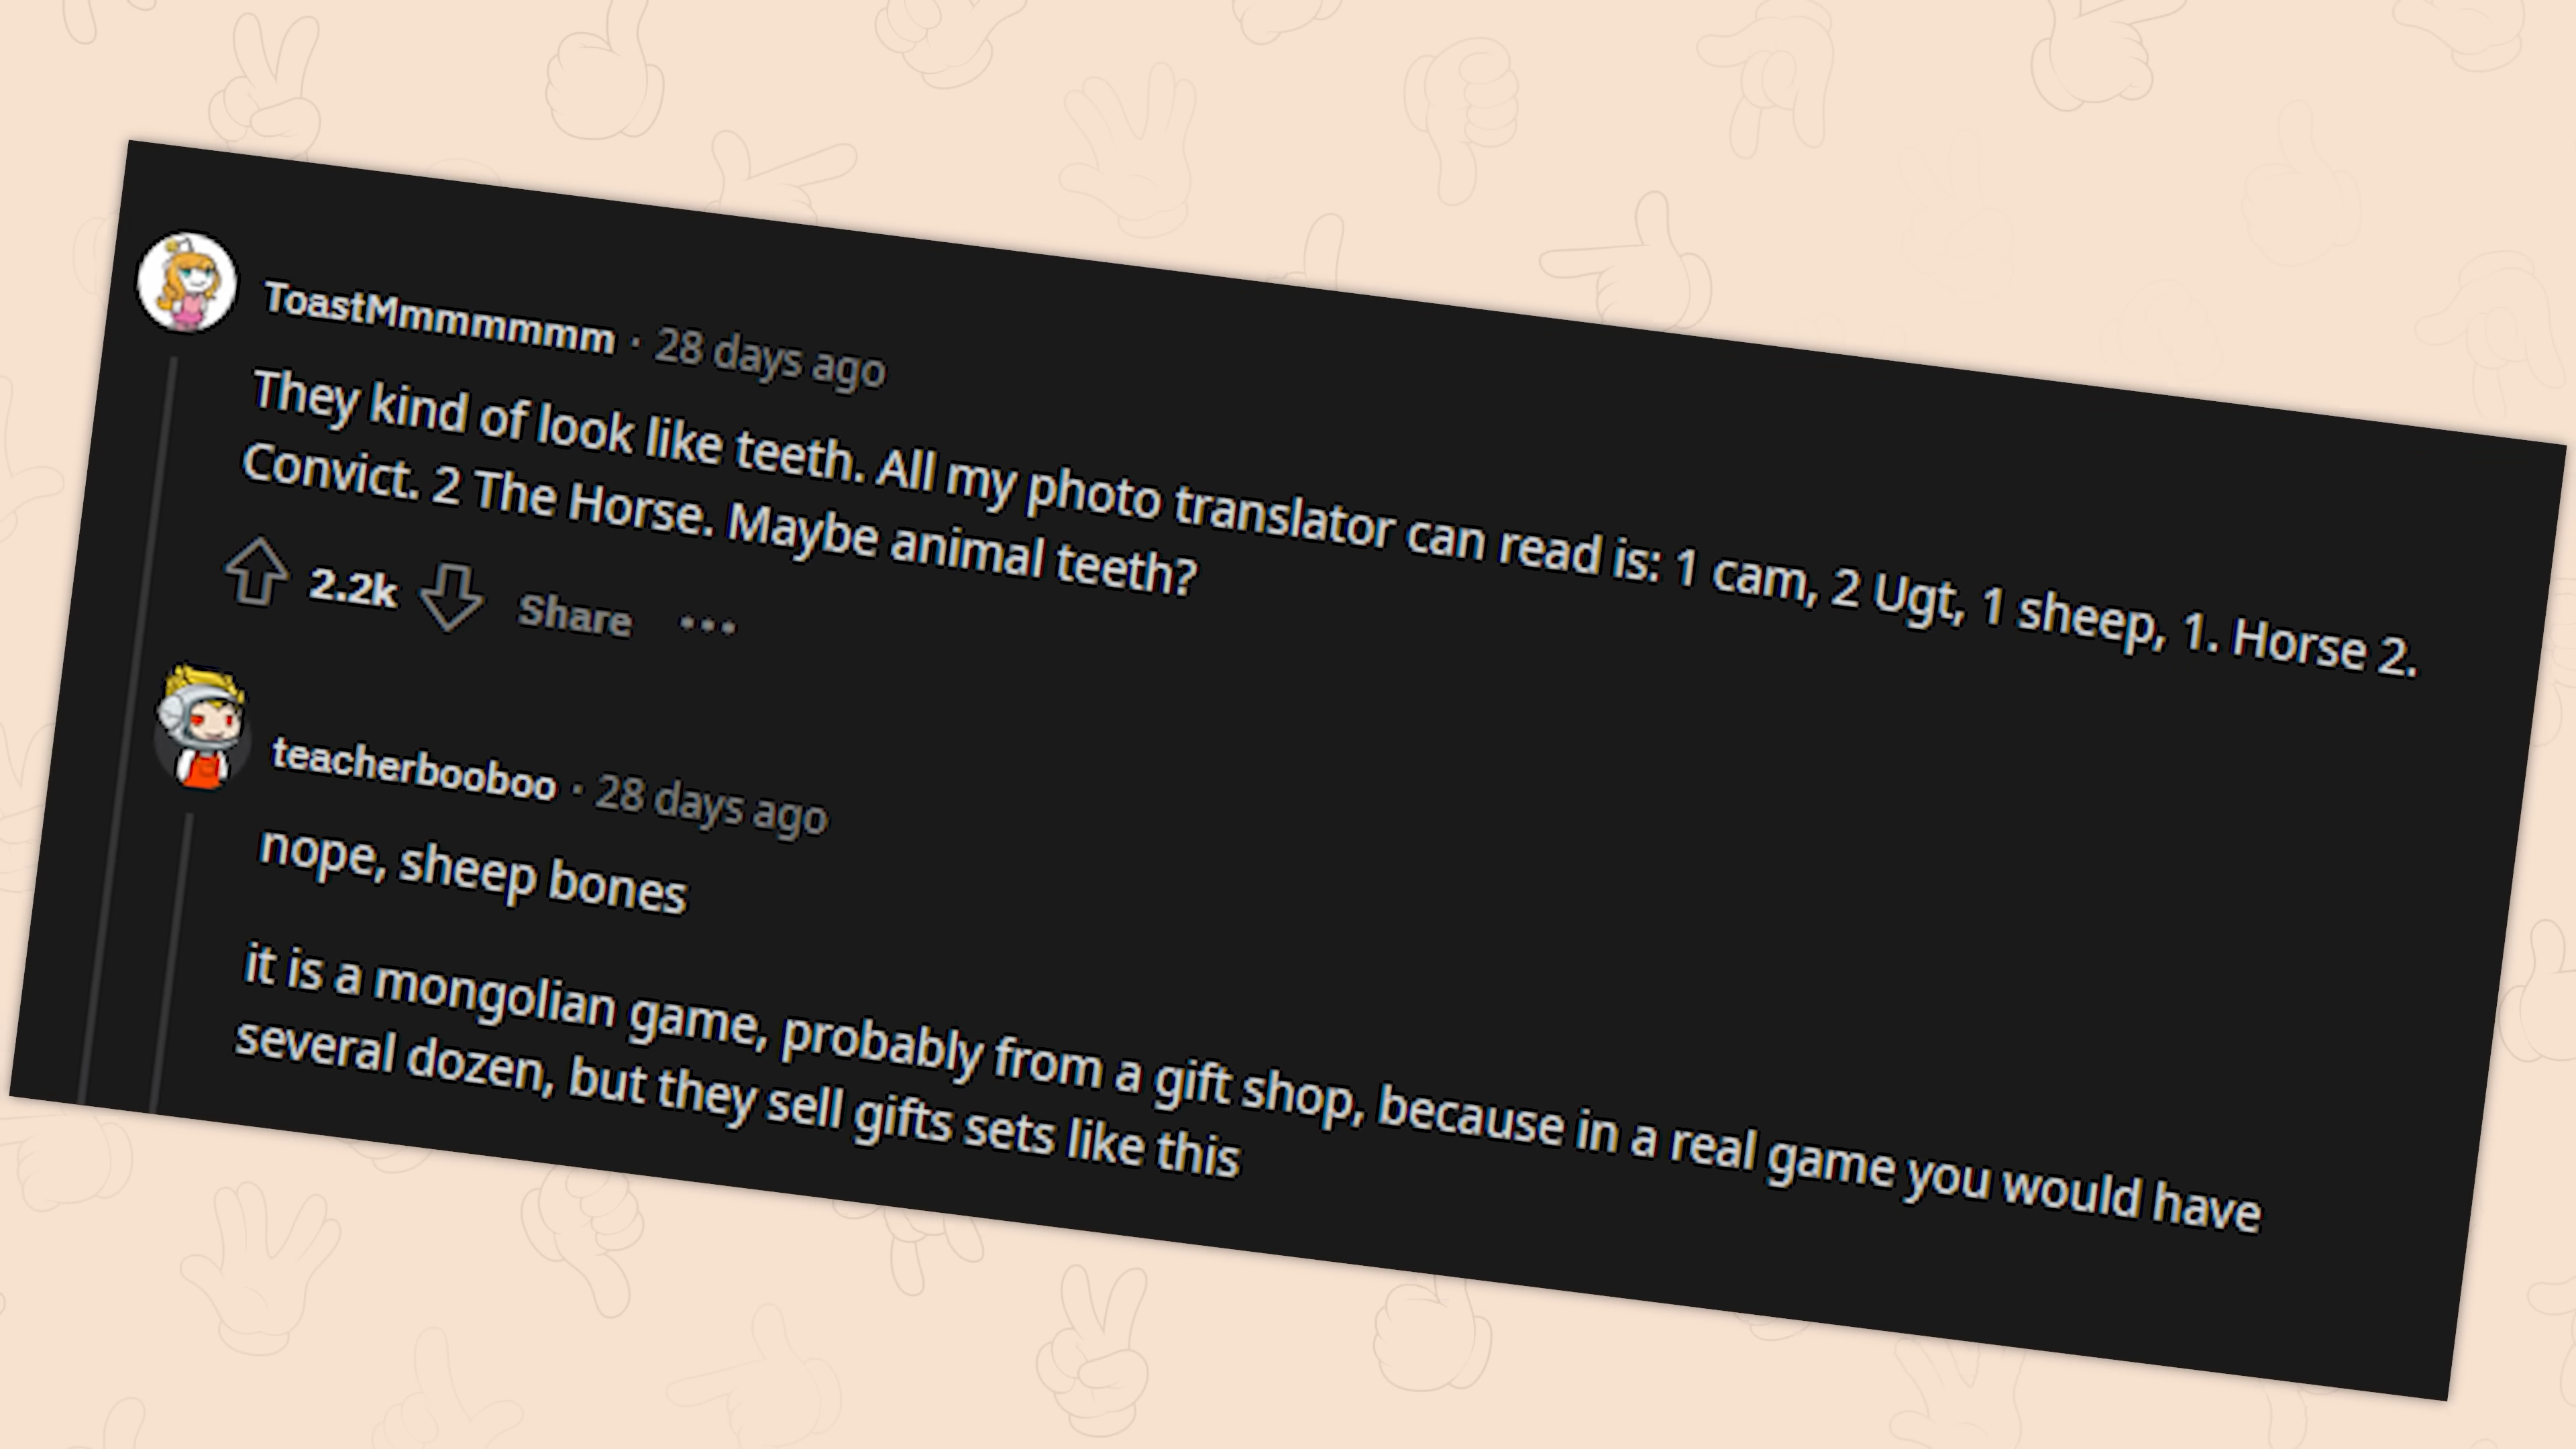 ToastMmmmmmm · 28 days ago
They kind of look like teeth. All my photo translator can read is: 1 cam, 2 Ugt, 1 sheep, 1. Horse 2.
Convict. 2 The Horse. Maybe animal teeth?
2.2k Share ···
teacherbooboo · 28 days ago
nope, sheep bones
it is a mongolian game, probably from a gift shop, because in a real game you would have
several dozen, but they sell gifts sets like this